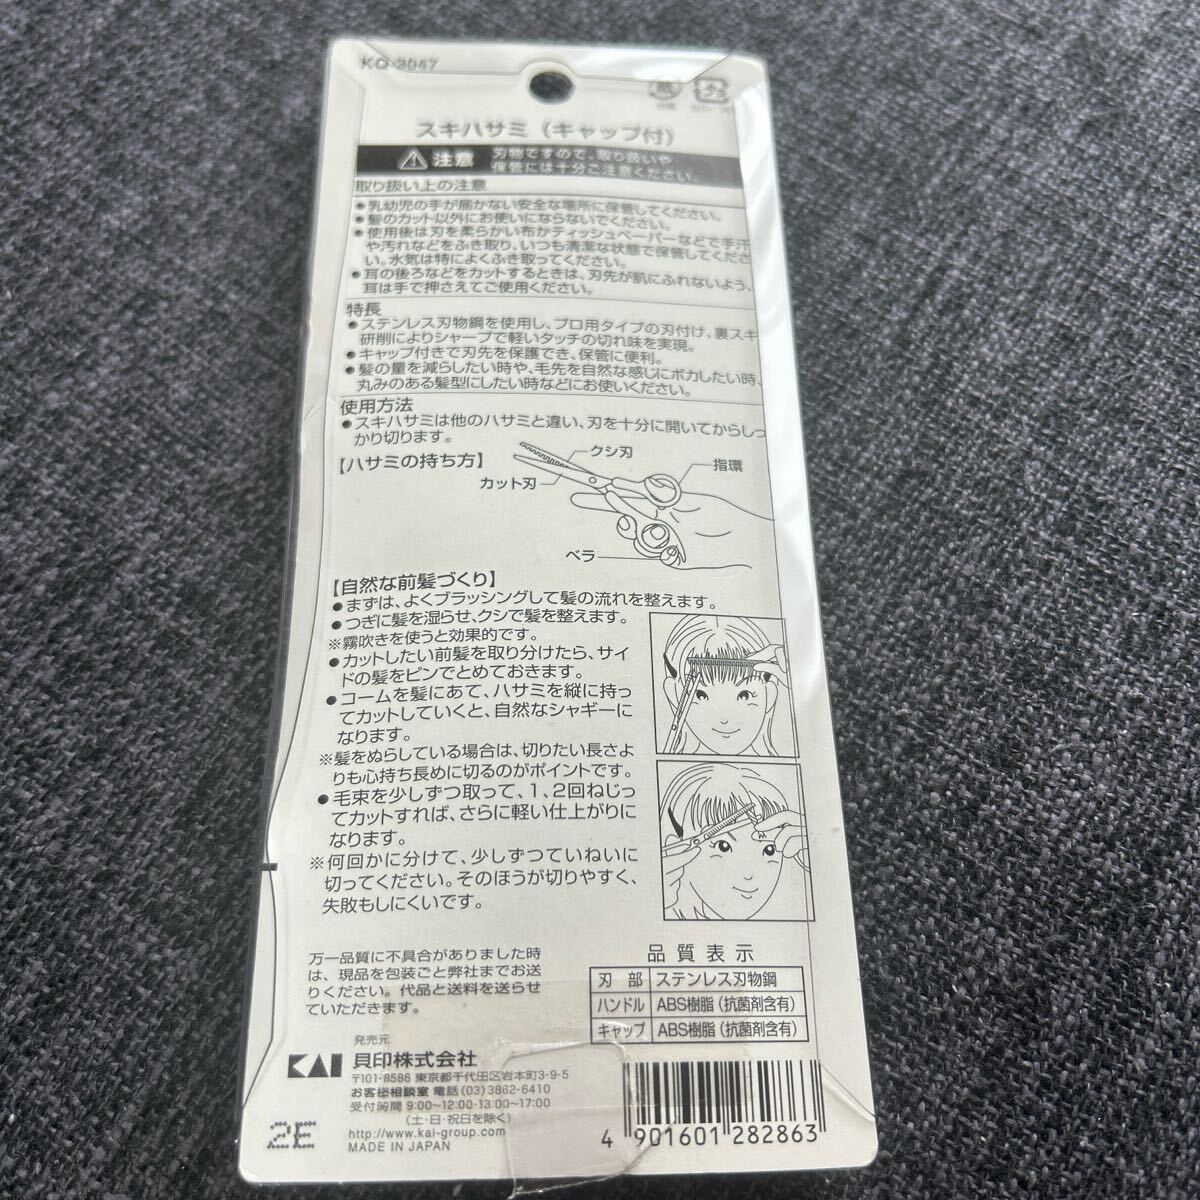 KQ-3047
スキハサミ（キャップ付）
注意
刃物ですので、取り扱いや
保管には十分ご注意ください。
取り扱い上の注意
●乳幼児の手が届かない安全な場所に保管してください。
●髪のカット以外にお使いにならないでください。
●使用後は刃を柔らかい布かティッシュペーパーなどで手汗
や汚れなどをふき取り、いつも清潔な状態で保管してくださ
い。水気は特によくふき取ってください。
●耳の後ろなどをカットするときは、刃先が肌にふれないよう、
耳は手で押さえてご使用ください。
特長
●ステンレス刃物鋼を使用し、プロ用タイプの刃付け、裏スキ
研削によりシャープで軽いタッチの切れ味を実現。
●キャップ付きで刃先を保護でき、保管に便利。
●髪の量を減らしたい時や、毛先を自然な感じにボカしたい時、
丸みのある髪型にしたい時などにお使いください。
使用方法
●スキハサミは他のハサミと違い、刃を十分に開いてからしっ
かり切ります。
【ハサミの持ち方】
クシ刃
カット刃
指環
ベラ
【自然な前髪づくり】
●まずは、よくブラッシングして髪の流れを整えます。
●つぎに髪を湿らせ、クシで髪を整えます。
※霧吹きを使うと効果的です。
●カットしたい前髪を取り分けたら、サイ
ドの髪をピンでとめておきます。
●コームを髪にあて、ハサミを縦に持っ
てカットしていくと、自然なシャギーに
なります。
※髪をぬらしている場合は、切りたい長さよ
りも心持ち長めに切るのがポイントです。
●毛束を少しずつ取って、1、2回ねじっ
てカットすれば、さらに軽い仕上がりに
なります。
※何回かに分けて、少しずつていねいに
切ってください。そのほうが切りやすく、
失敗もしにくいです。
万一品質に不具合がありました時
は、現品を包装ごと弊社までお送
りください。代品と送料を送らせ
ていただきます。
品質表示
刃部 ステンレス刃物鋼
ハンドル ABS樹脂（抗菌剤含有）
キャップ ABS樹脂（抗菌剤含有）
発売元
KAI 貝印株式会社
〒101-8586 東京都千代田区岩本町3-9-5
お客様相談室 電話(03)3862-6410
受付時間 9:00~12:00・13:00~17:00
（土・日・祝日を除く）
http://www.kai-group.com
MADE IN JAPAN
2E
4 901601 282863